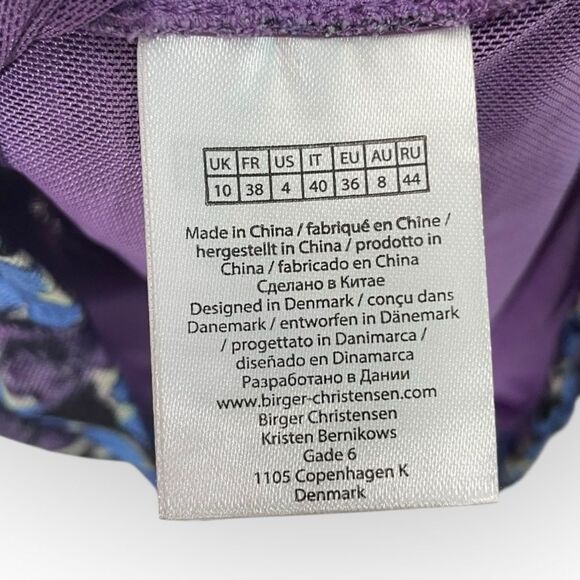 UK FR US IT EU AU RU
10 38 4 40 36 8 44
Made in China / fabriqué en Chine /
hergestellt in China / prodotto in
China / fabricado en China
Сделано в Китае
Designed in Denmark / conçu dans
Danemark / entworfen in Dänemark
/ progettato in Danimarca /
diseñado en Dinamarca
Разработано в Дании
www.birger-christensen.com
Birger Christensen
Kristen Bernikows
Gade 6
1105 Copenhagen K
Denmark